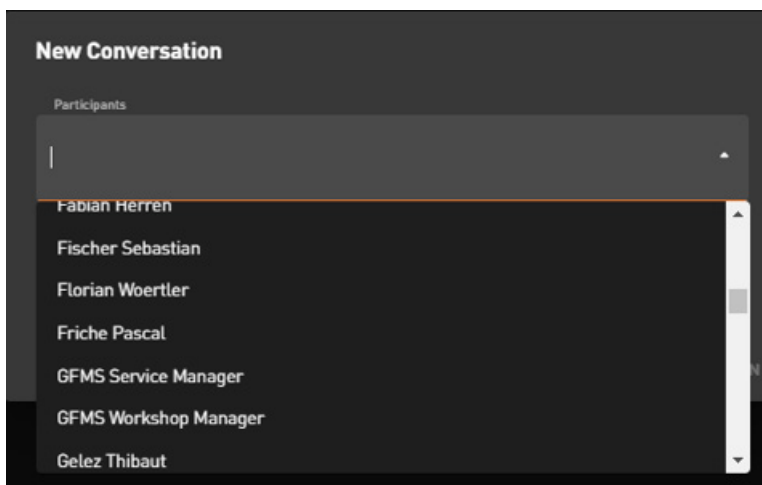 New Conversation
Participants
Fabian Herren
Fischer Sebastian
Florian Woertler
Friche Pascal
GFMS Service Manager
GFMS Workshop Manager
N
Gelez Thibaut